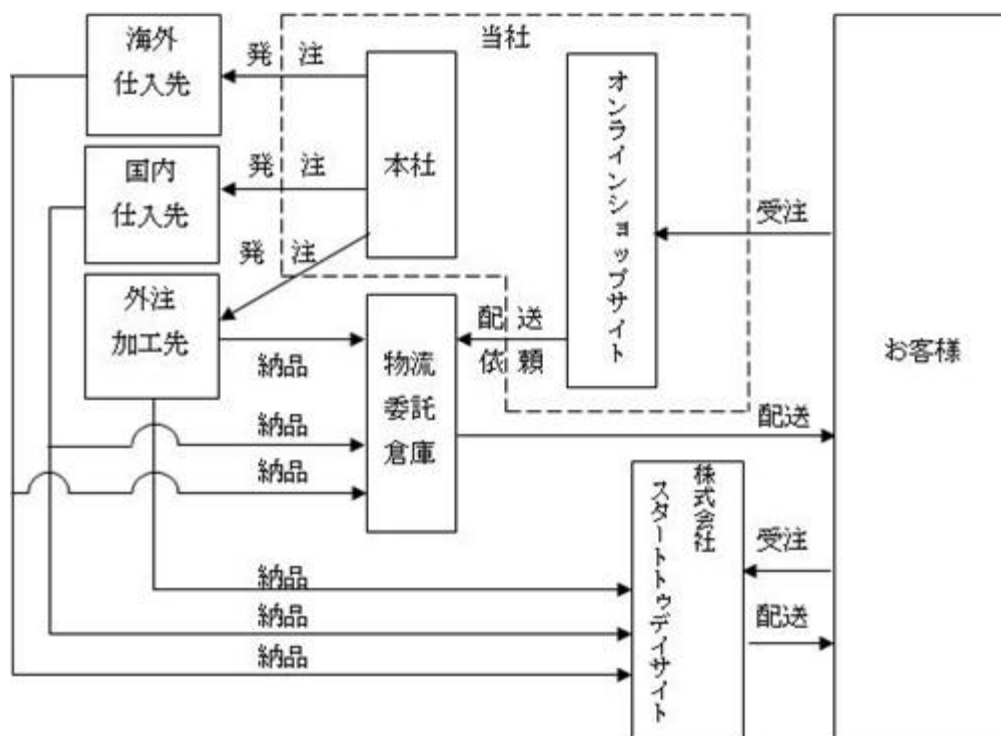 海外
仕入先
発 注
当社
本社
オンラインショップサイト
国内
仕入先
発 注
受注
発 注
外注
加工先
納品
物流
委託
倉庫
配 送
依 頼
お客様
納品
納品
配送
株式会社
スタートトゥデイサイト
受注
納品
配送
納品
納品